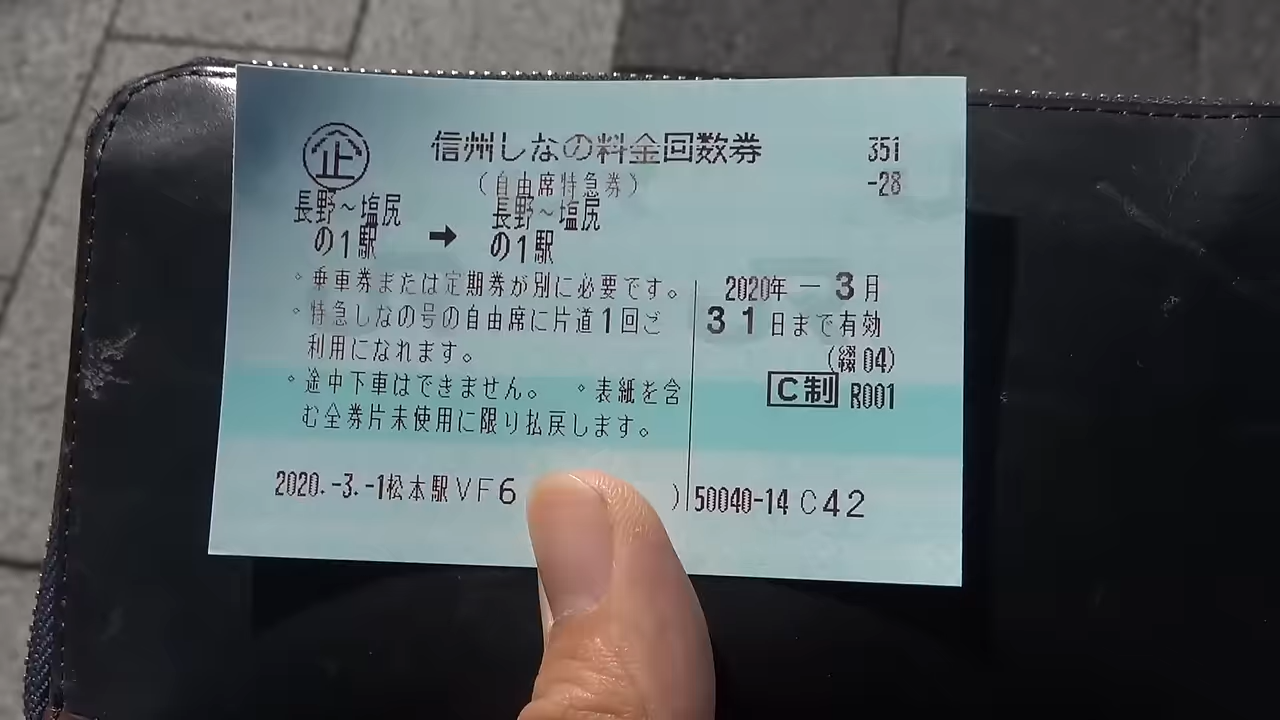 企
信州しなの料金回数券
351
-28
(自由席特急券)
長野~塩尻
の1駅
➡
長野~塩尻
の1駅
◦乗車券または定期券が別に必要です。
◦特急しなの号の自由席に片道1回ご
利用になれます。
◦途中下車はできません。 ◦表紙を含
む全券片未使用に限り払戻します。
2020年 - 3月
31日まで有効
(綴04)
C制 R001
2020.-3.-1松本駅VF6
) 50040-14 C42